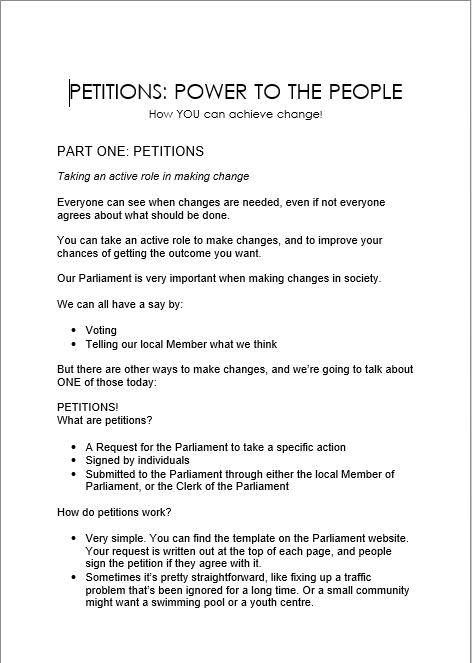 PETITIONS: POWER TO THE PEOPLE
How YOU can achieve change!
PART ONE: PETITIONS
Taking an active role in making change
Everyone can see when changes are needed, even if not everyone
agrees about what should be done.
You can take an active role to make changes, and to improve your
chances of getting the outcome you want.
Our Parliament is very important when making changes in society.
We can all have a say by:
• Voting
• Telling our local Member what we think
But there are other ways to make changes, and we're going to talk about
ONE of those today:
PETITIONS!
What are petitions?
• A Request for the Parliament to take a specific action
• Signed by individuals
• Submitted to the Parliament through either the local Member of
Parliament, or the Clerk of the Parliament
How do petitions work?
• Very simple. You can find the template on the Parliament website.
Your request is written out at the top of each page, and people
sign the petition if they agree with it.
• Sometimes it's pretty straightforward, like fixing up a traffic
problem that's been ignored for a long time. Or a small community
might want a swimming pool or a youth centre.